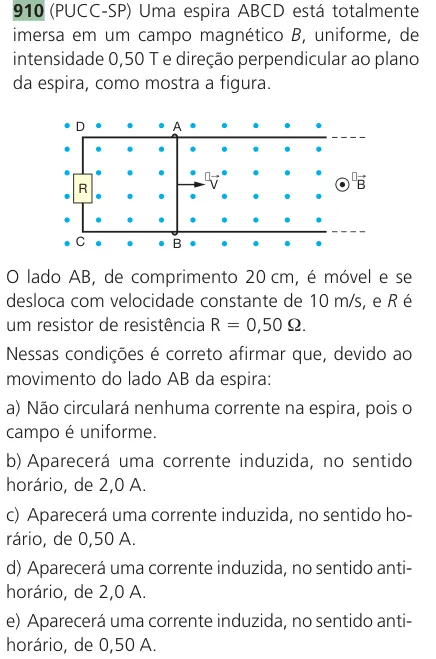 910 (PUCC-SP) Uma espira ABCD está totalmente
imersa em um campo magnético B, uniforme, de
intensidade 0,50 T e direção perpendicular ao plano
da espira, como mostra a figura.
D A
R V B
C B
O lado AB, de comprimento 20 cm, é móvel e se
desloca com velocidade constante de 10 m/s, e R é
um resistor de resistência R = 0,50 Ω.
Nessas condições é correto afirmar que, devido ao
movimento do lado AB da espira:
a) Não circulará nenhuma corrente na espira, pois o
campo é uniforme.
b) Aparecerá uma corrente induzida, no sentido
horário, de 2,0 A.
c) Aparecerá uma corrente induzida, no sentido ho-
rário, de 0,50 A.
d) Aparecerá uma corrente induzida, no sentido anti-
horário, de 2,0 A.
e) Aparecerá uma corrente induzida, no sentido anti-
horário, de 0,50 A.